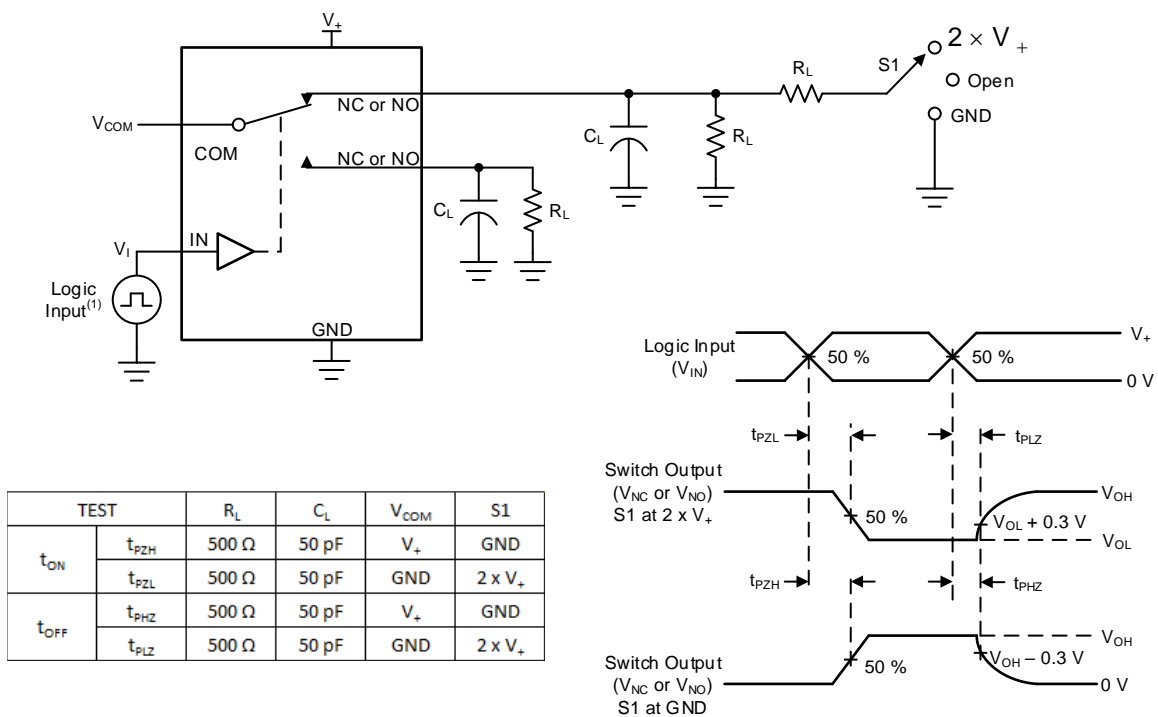 V+
2 × V +
S1
Open
GND
RL
NC or NO
VCOM
COM
CL
RL
NC or NO
CL
RL
VI
IN
Logic
Input(1)
GND
Logic Input
(VIN)
50 %
50 %
V+
0 V
tPZL
tPLZ
Switch Output
(VNC or VNO)
S1 at 2 x V+
50 %
VOH
VOL + 0.3 V
VOL
tPZH
tPHZ
Switch Output
(VNC or VNO)
S1 at GND
50 %
VOH
VOH – 0.3 V
0 V
TEST RL CL VCOM S1
tON tPZH 500 Ω 50 pF V+ GND
tPZL 500 Ω 50 pF GND 2 x V+
tOFF tPHZ 500 Ω 50 pF V+ GND
tPLZ 500 Ω 50 pF GND 2 x V+